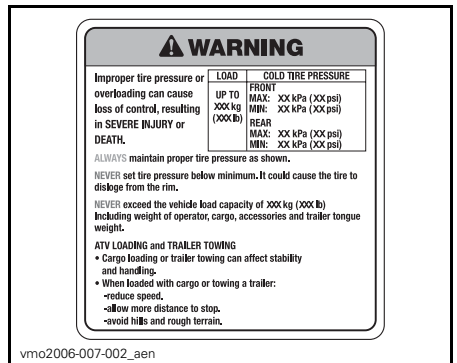 WARNING
Improper tire pressure or
overloading can cause
loss of control, resulting
in SEVERE INJURY or
DEATH.
LOAD
UP TO
XXX kg
(XXX lb)
COLD TIRE PRESSURE
FRONT
MAX: XX kPa (XX psi)
MIN: XX kPa (XX psi)
REAR
MAX: XX kPa (XX psi)
MIN: XX kPa (XX psi)
ALWAYS maintain proper tire pressure as shown.
NEVER set tire pressure below minimum. It could cause the tire to
disloge from the rim.
NEVER exceed the vehicle load capacity of XXX kg (XXX lb)
Including weight of operator, cargo, accessories and trailer tongue
weight.
ATV LOADING and TRAILER TOWING
• Cargo loading or trailer towing can affect stability
and handling.
• When loaded with cargo or towing a trailer:
-reduce speed.
-allow more distance to stop.
-avoid hills and rough terrain.
vmo2006-007-002_aen